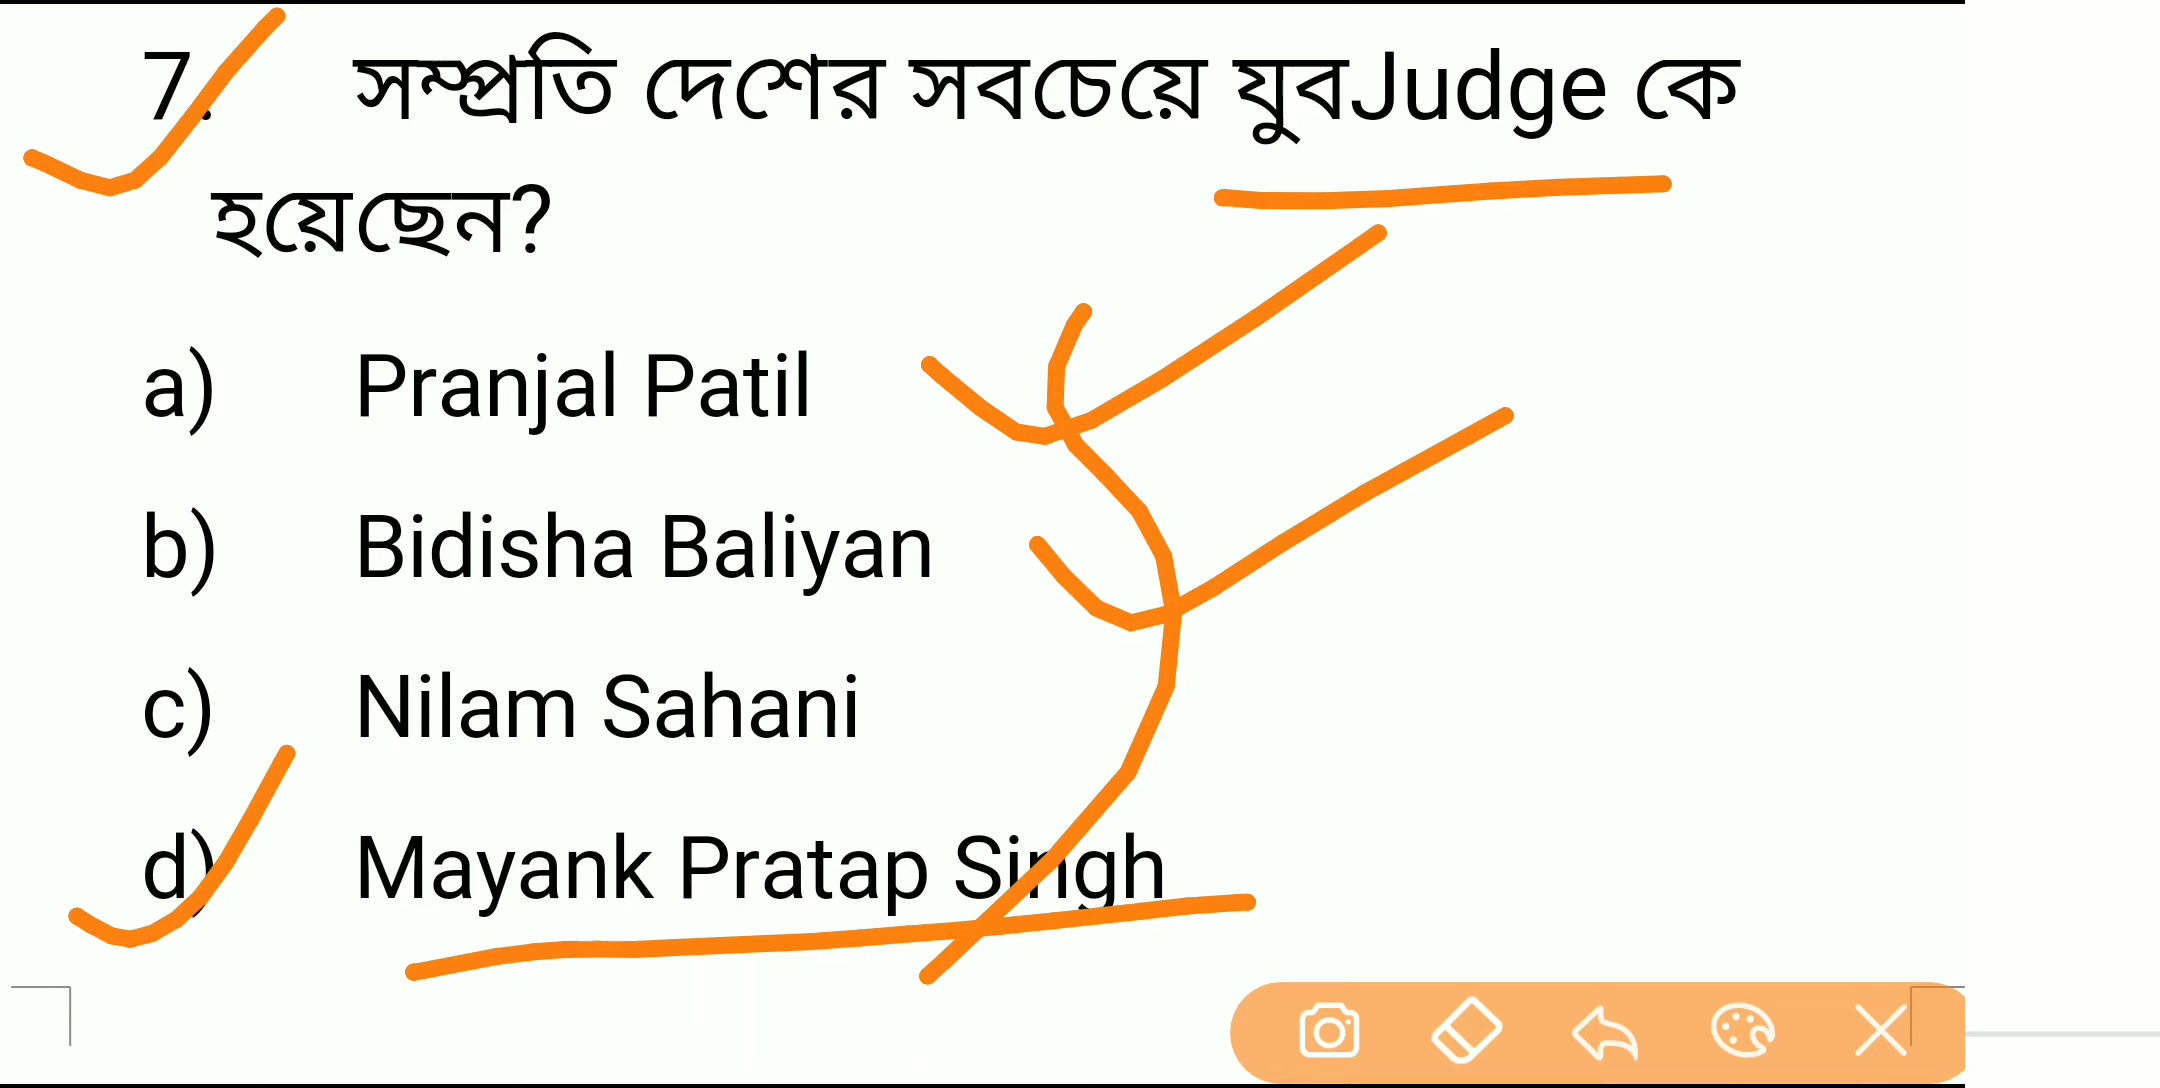 7. সম্প্রতি দেশের সবচেয়ে যুবJudge কে
হয়েছেন?
a) Pranjal Patil
b) Bidisha Baliyan
c) Nilam Sahani
d) Mayank Pratap Singh